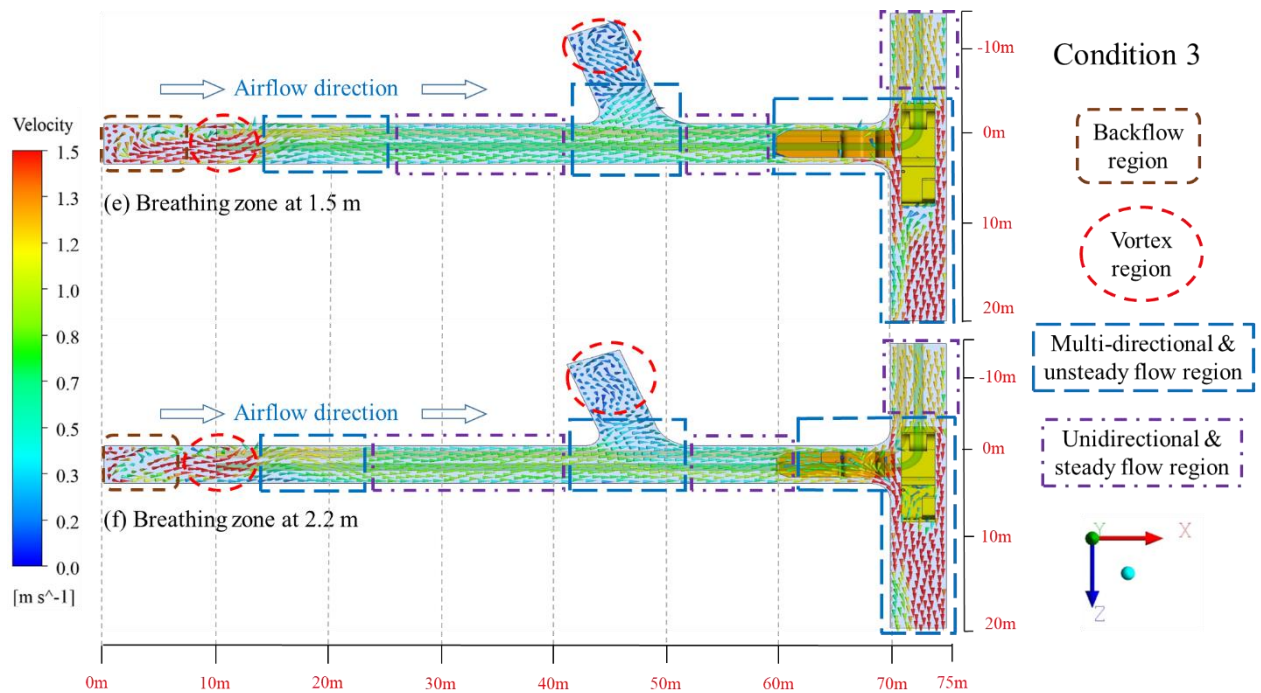 Condition 3
Airflow direction
Velocity
1.5
1.3
1.2
1.0
0.8
0.7
0.5
0.3
0.2
0.0
[m s^-1]
-10m
0m
10m
20m
(e) Breathing zone at 1.5 m
Airflow direction
-10m
0m
10m
20m
(f) Breathing zone at 2.2 m
0m
10m
20m
30m
40m
50m
60m
70m
75m
Backflow
region
Vortex
region
Multi-directional &
unsteady flow region
Unidirectional &
steady flow region
Y
X
Z